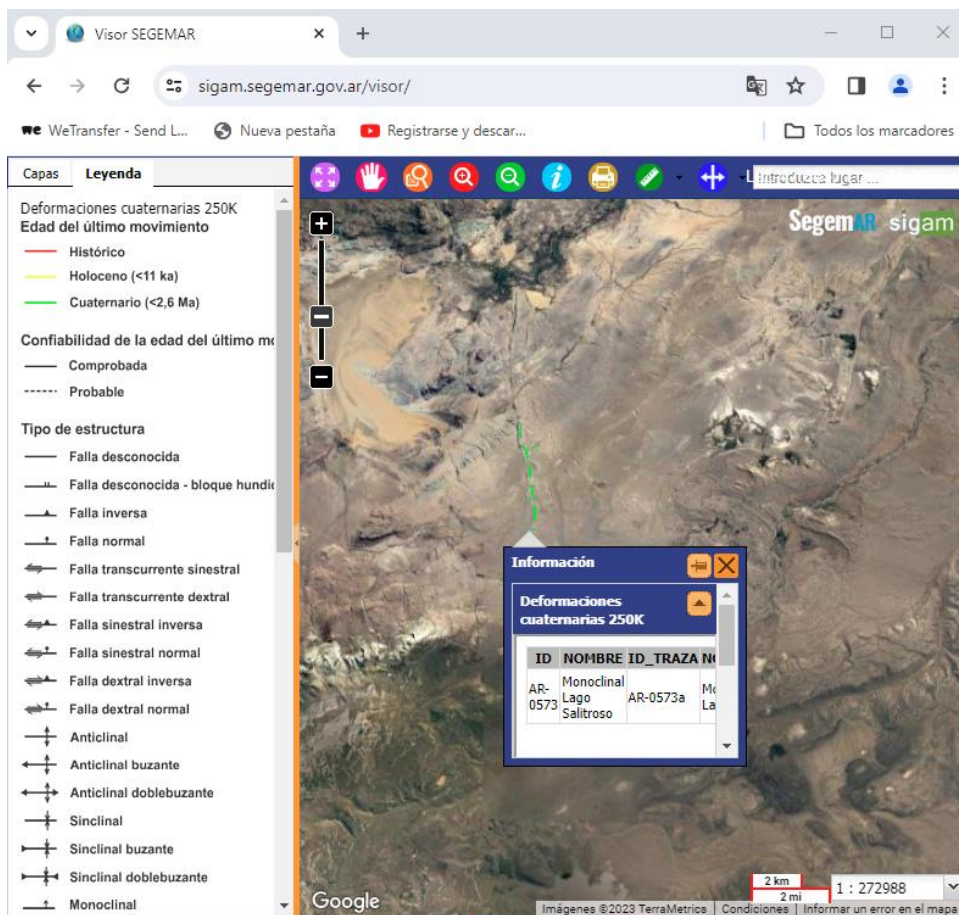 Visor SEGEMAR
sigam.segemar.gov.ar/visor/
WeTransfer - Send L...
Nueva pestaña
Registrarse y descar...
Todos los marcadores
Capas
Leyenda
Introduzca lugar ...
Deformaciones cuaternarias 250K
Edad del último movimiento
Histórico
Holoceno (<11 ka)
Cuaternario (<2,6 Ma)
Confiabilidad de la edad del último mo
Comprobada
Probable
Tipo de estructura
Falla desconocida
Falla desconocida - bloque hundid
Falla inversa
Falla normal
Falla transcurrente sinestral
Falla transcurrente dextral
Falla sinestral inversa
Falla sinestral normal
Falla dextral inversa
Falla dextral normal
Anticlinal
Anticlinal buzante
Anticlinal doblebuzante
Sinclinal
Sinclinal buzante
Sinclinal doblebuzante
Monoclinal
SegemAR sigam
Información
Deformaciones
cuaternarias 250K
ID NOMBRE ID_TRAZA
AR-0573
Monoclinal Lago Salitroso
AR-0573a
2 km
2 mi
1 : 272988
Google
Imágenes ©2023 TerraMetrics
Condiciones
Informar un error en el mapa